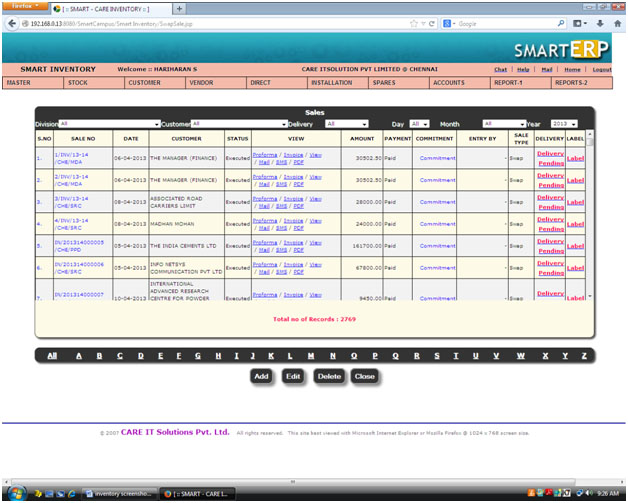 Firefox
[ :: SMART - CARE INVENTORY :: ]
192.168.0.13:8080/SmartCampus/Smart Inventory/SwapSale.jsp
Google
SMARTERP
SMART INVENTORY Welcome :: HARIHARAN S CARE ITSOLUTION PVT LIMITED @ CHENNAI Chat | Help | Mail | Home | Logout
MASTER STOCK CUSTOMER VENDOR DIRECT INSTALLATION SPARES ACCOUNTS REPORT-1 REPORTS-2
Sales
Division All Customer All Delivery All Day All Month All Year 2013
S.NO SALE NO DATE CUSTOMER STATUS VIEW AMOUNT PAYMENT COMMITMENT ENTRY BY SALE TYPE DELIVERY LABEL
1. 1/INV/13-14 /CHE/MDA 06-04-2013 THE MANAGER (FINANCE) Executed Proforma / Invoice / View / Mail / SMS / PDF 30502.50 Paid Commitment - Swap Delivery Pending Label
2. 2/INV/13-14 /CHE/MDA 06-04-2013 THE MANAGER (FINANCE) Executed Proforma / Invoice / View / Mail / SMS / PDF 30502.50 Paid Commitment - Swap Delivery Pending Label
3. 3/INV/13-14 /CHE/SRC 08-04-2013 ASSOCIATED ROAD CARRIERS LIMIT Executed Proforma / Invoice / View / Mail / SMS / PDF 28000.00 Paid Commitment - Swap Delivery Pending Label
4. 4/INV/13-14 /CHE/SRC 08-04-2013 MADHAN MOHAN Executed Proforma / Invoice / View / Mail / SMS / PDF 24000.00 Paid Commitment - Swap Delivery Pending Label
5. IN/201314000005 /CHE/PPD 05-04-2013 THE INDIA CEMENTS LTD Executed Proforma / Invoice / View / Mail / SMS / PDF 161700.00 Paid Commitment - Swap Delivery Pending Label
6. IN/201314000006 /CHE/SRC 05-04-2013 INFO NETSYS COMMUNICATION PVT LTD Executed Proforma / Invoice / View / Mail / SMS / PDF 67800.00 Paid Commitment - Swap Delivery Pending Label
7. IN/201314000007 10-04-2013 INTERNATIONAL ADVANCED RESEARCH CENTRE FOR POWDER Executed Proforma / Invoice / View / Mail / SMS / PDF 9450.00 Paid Commitment - Swap Delivery Pending Label
Total no of Records : 2769
All A B C D E F G H I J K L M N O P Q R S T U V W X Y Z
Add Edit Delete Close
© 2007 CARE IT Solutions Pvt. Ltd. All rights reserved. This site best viewed with Microsoft Internet Explorer or Mozilla Firefox @ 1024 x 768 screen size.
inventory screensho... [ :: SMART - CARE I... 9:26 AM